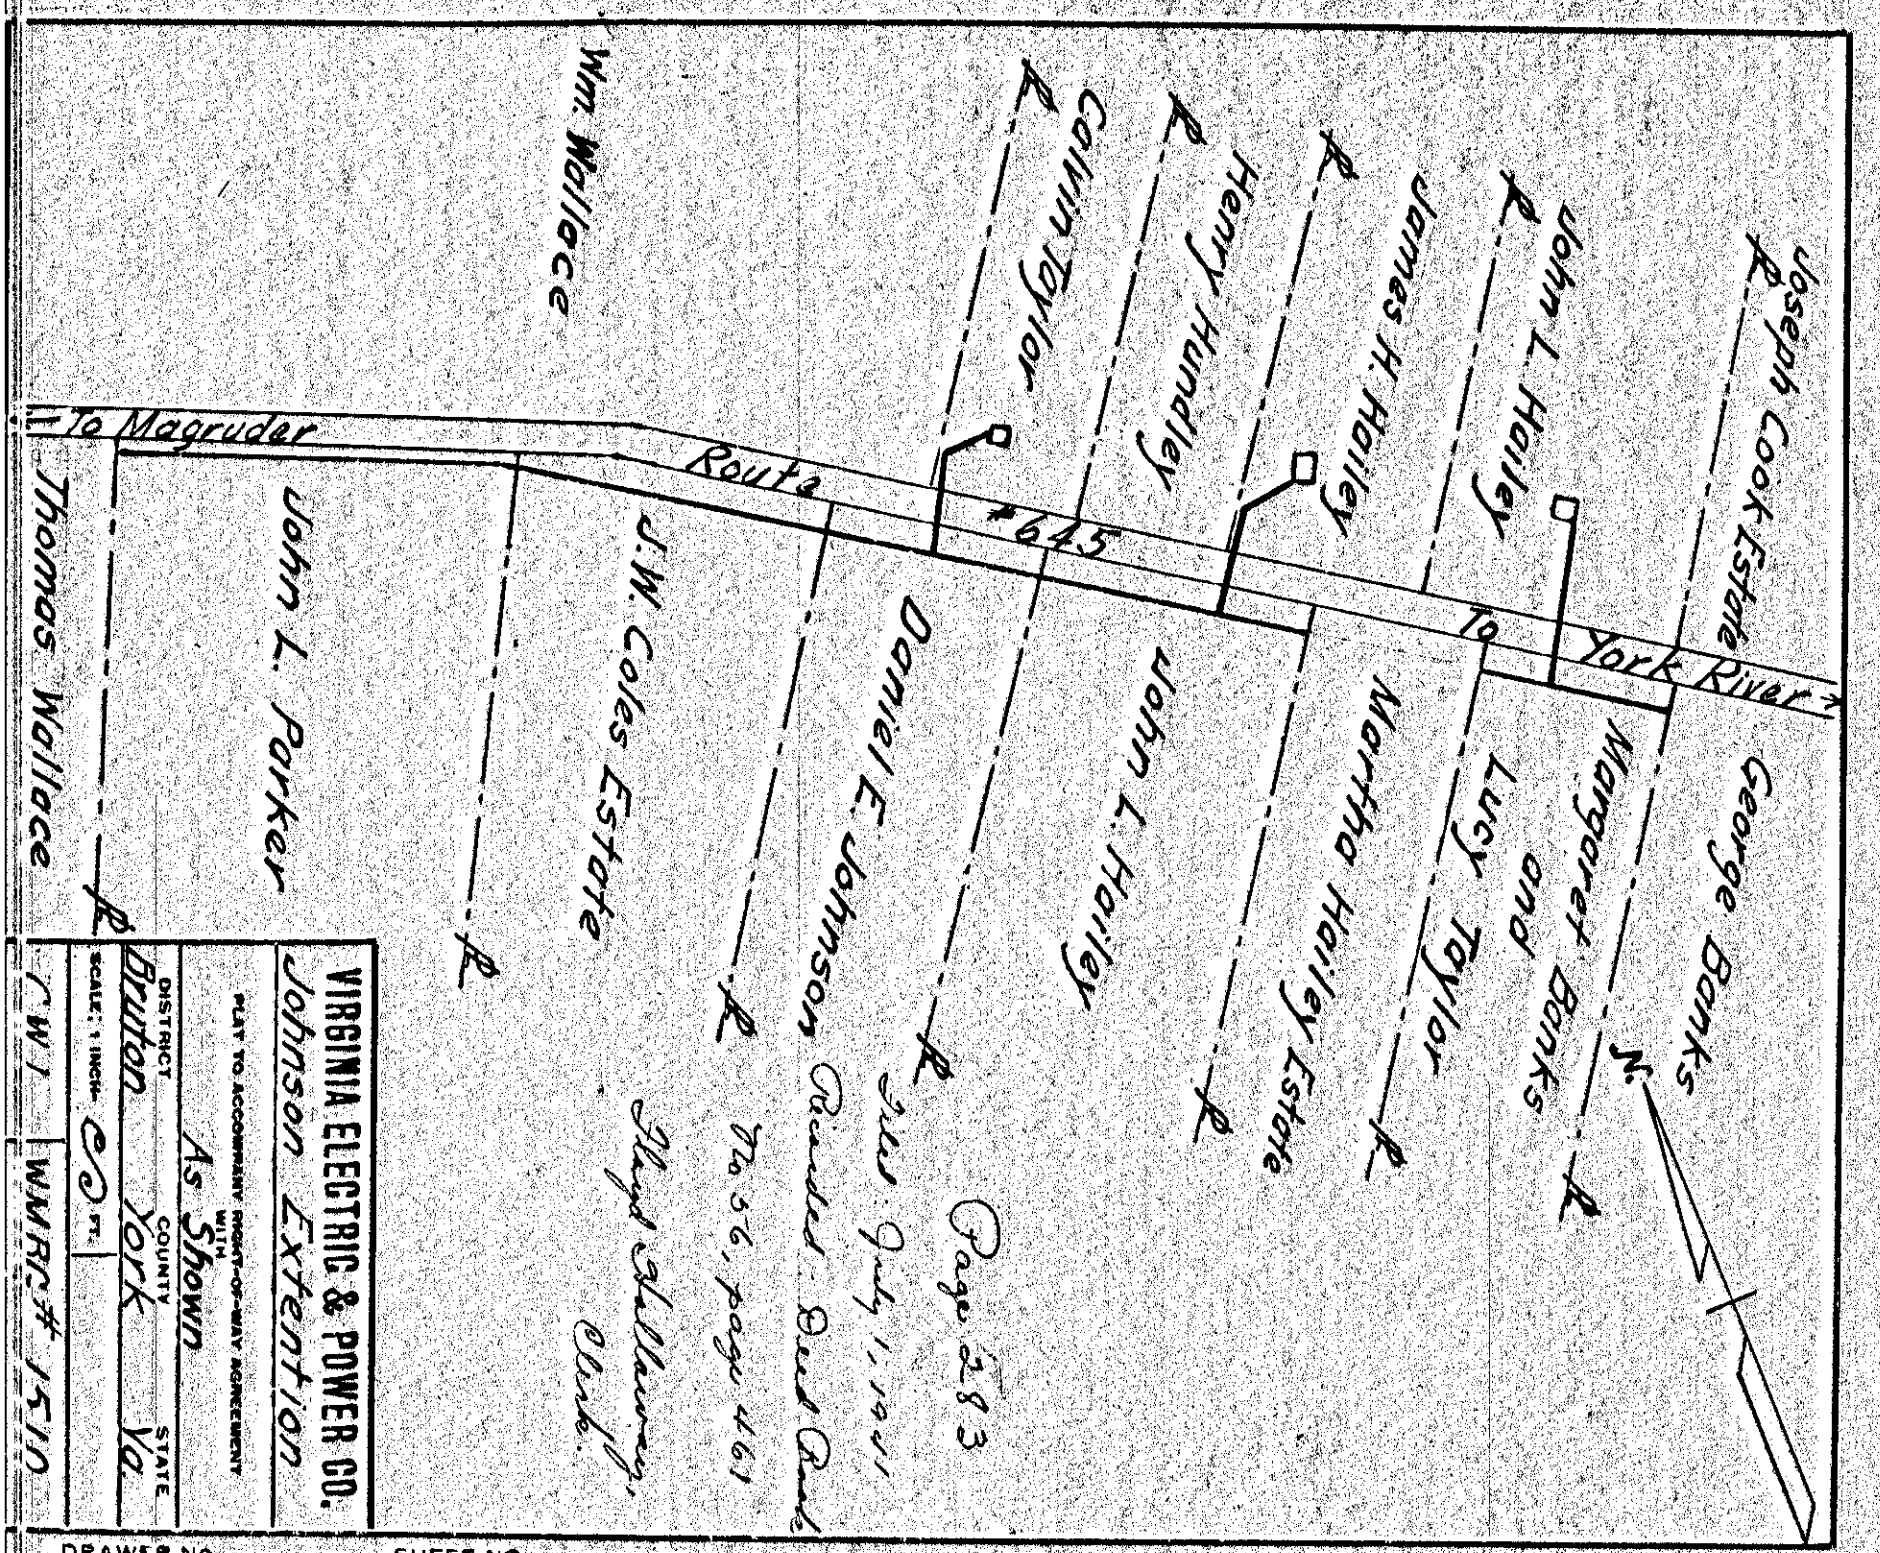 Wm. Wallace
Calvin Taylor
Henry Hundley
James H. Hailey
John L. Hailey
Joseph Cook Estate
To Magruder
Route
#645
To
York River
Thomas Wallace
John L. Parker
J.W. Coles Estate
Daniel E. Johnson
John L. Hailey
Martha Hailey Estate
Lucy Taylor
and
Margaret Banks
George Banks
N.
Page 283
Filed: July 1, 1941
Recorded: Deed Book
No 56, page 461
Floyd Holloway,
Clerk.
VIRGINIA ELECTRIC & POWER CO.
Johnson Extention
PLAT TO ACCOMPANY RIGHT-OF-WAY AGREEMENT
WITH
As Shown
DISTRICT COUNTY STATE
Bruton York Va.
SCALE: 1 INCH= FT.
WMRC# 1510
DRAWER NO.
SHEET NO.